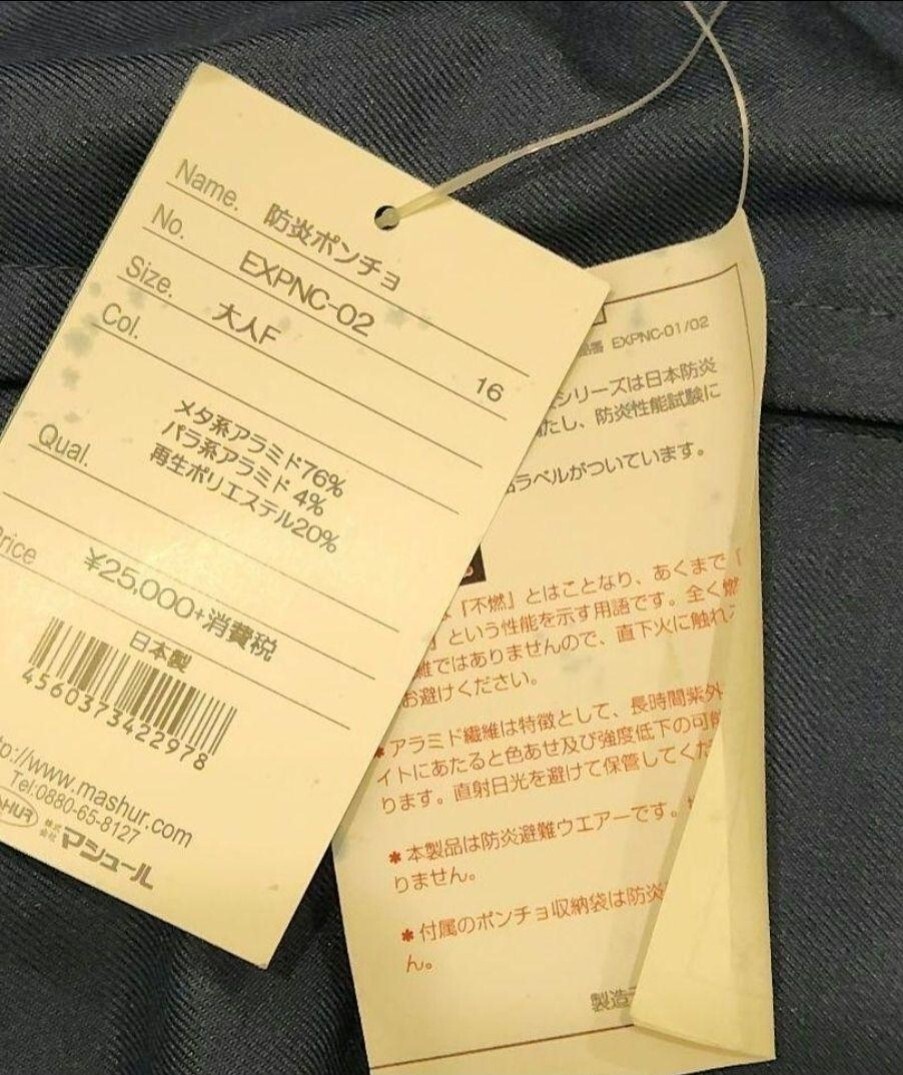 Name. 防炎ポンチョ
No. EXPNC-02
Size. 大人F 16
Col.
メタ系アラミド76%
パラ系アラミド 4%
Qual. 再生ポリエステル20%
Price ¥25,000+消費税
日本製
4560373422978
http://www.mashur.com
Tel:0880-65-8127
株式会社 マシュール
品番 EXPNC-01/02
シリーズは日本防炎
たし、防炎性能試験に
ラベルがついています。
「不燃」とはことなり、あくまで「
」という性能を示す用語です。全く燃
維ではありませんので、直下火に触れ
お避けください。
＊アラミド繊維は特徴として、長時間紫外
イトにあたると色あせ及び強度低下の可能
ります。直射日光を避けて保管してくだ
＊本製品は防炎避難ウエアーです。
りません。
＊付属のポンチョ収納袋は防炎
ん。
製造